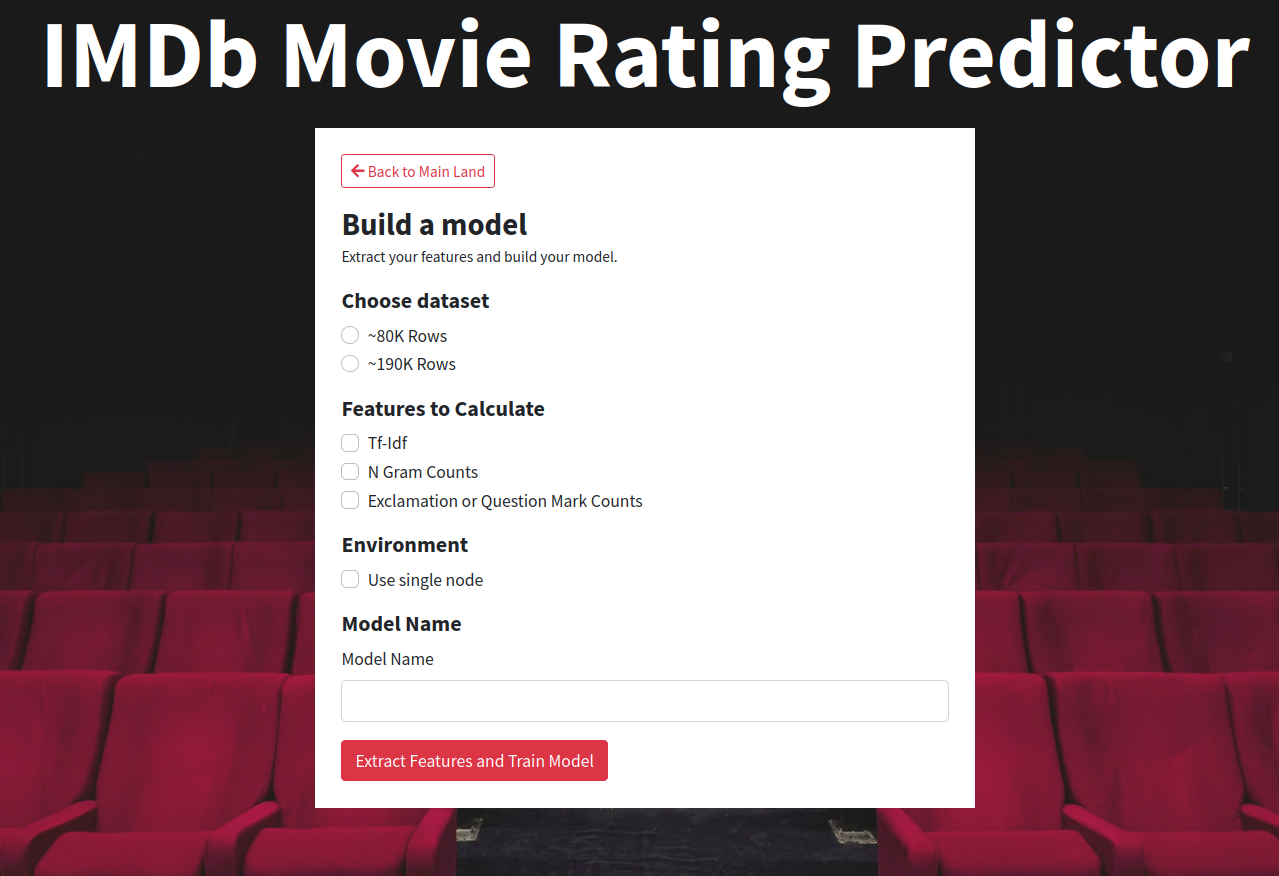 IMDb Movie Rating Predictor
Back to Main Land
Build a model
Extract your features and build your model.
Choose dataset
~80K Rows
~190K Rows
Features to Calculate
Tf-Idf
N Gram Counts
Exclamation or Question Mark Counts
Environment
Use single node
Model Name
Model Name
Extract Features and Train Model